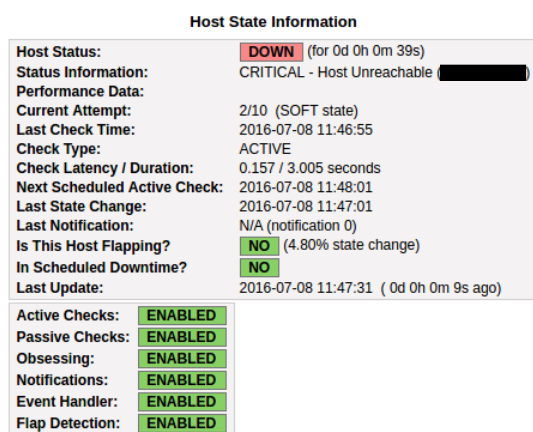 Host State Information
Host Status: DOWN (for 0d 0h 0m 39s)
Status Information: CRITICAL - Host Unreachable ( )
Performance Data:
Current Attempt: 2/10 (SOFT state)
Last Check Time: 2016-07-08 11:46:55
Check Type: ACTIVE
Check Latency / Duration: 0.157 / 3.005 seconds
Next Scheduled Active Check: 2016-07-08 11:48:01
Last State Change: 2016-07-08 11:47:01
Last Notification: N/A (notification 0)
Is This Host Flapping? NO (4.80% state change)
In Scheduled Downtime? NO
Last Update: 2016-07-08 11:47:31 ( 0d 0h 0m 9s ago)
Active Checks: ENABLED
Passive Checks: ENABLED
Obsessing: ENABLED
Notifications: ENABLED
Event Handler: ENABLED
Flap Detection: ENABLED